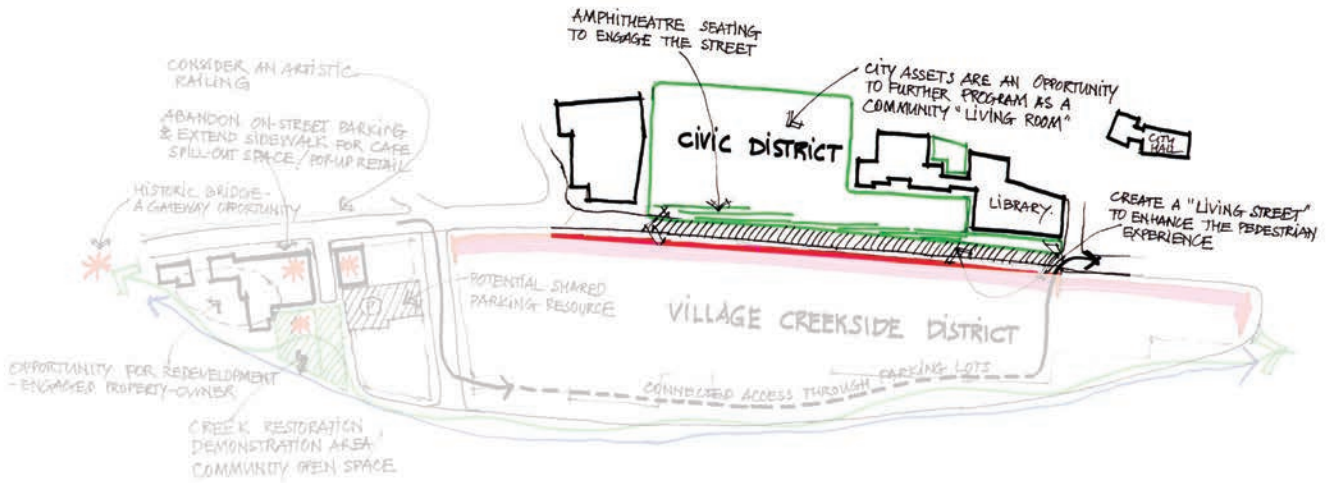 AMPHITHEATRE SEATING
TO ENGAGE THE STREET
CITY ASSETS ARE AN OPPORTUNITY
TO FURTHER PROGRAM AS A
COMMUNITY "LIVING ROOM"
CONSIDER AN ARTISTIC
RAILING
ABANDON ON-STREET PARKING
& EXTEND SIDEWALK FOR CAFE
SPILL-OUT SPACE/POP-UP RETAIL
HISTORIC BRIDGE-
A GATEWAY OPPORTUNITY
CIVIC DISTRICT
CITY
HALL
LIBRARY.
CREATE A "LIVING STREET"
TO ENHANCE THE PEDESTRIAN
EXPERIENCE
P
POTENTIAL SHARED
PARKING RESOURCE
VILLAGE CREEKSIDE DISTRICT
OPPORTUNITY FOR REDEVELOPMENT
-ENGAGED PROPERTY-OWNER
CONNECTED ACCESS THROUGH PARKING LOTS
CREEK RESTORATION
DEMONSTRATION AREA/
COMMUNITY OPEN SPACE